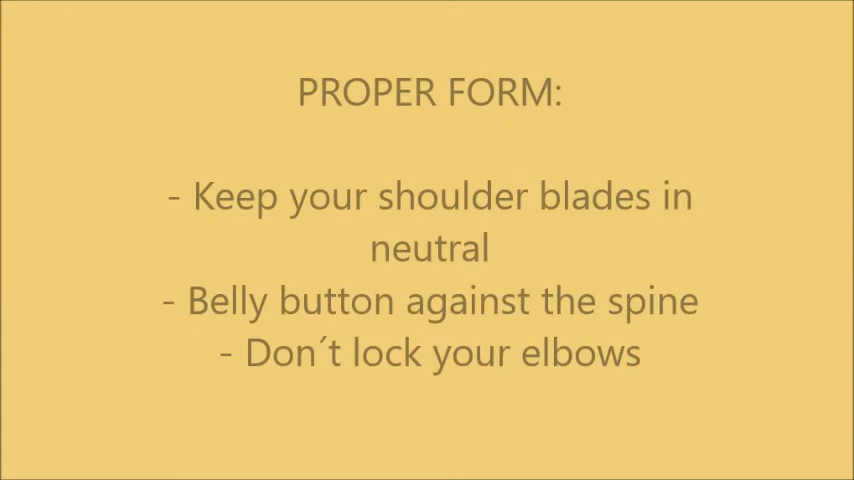 PROPER FORM:
- Keep your shoulder blades in
neutral
- Belly button against the spine
- Don´t lock your elbows